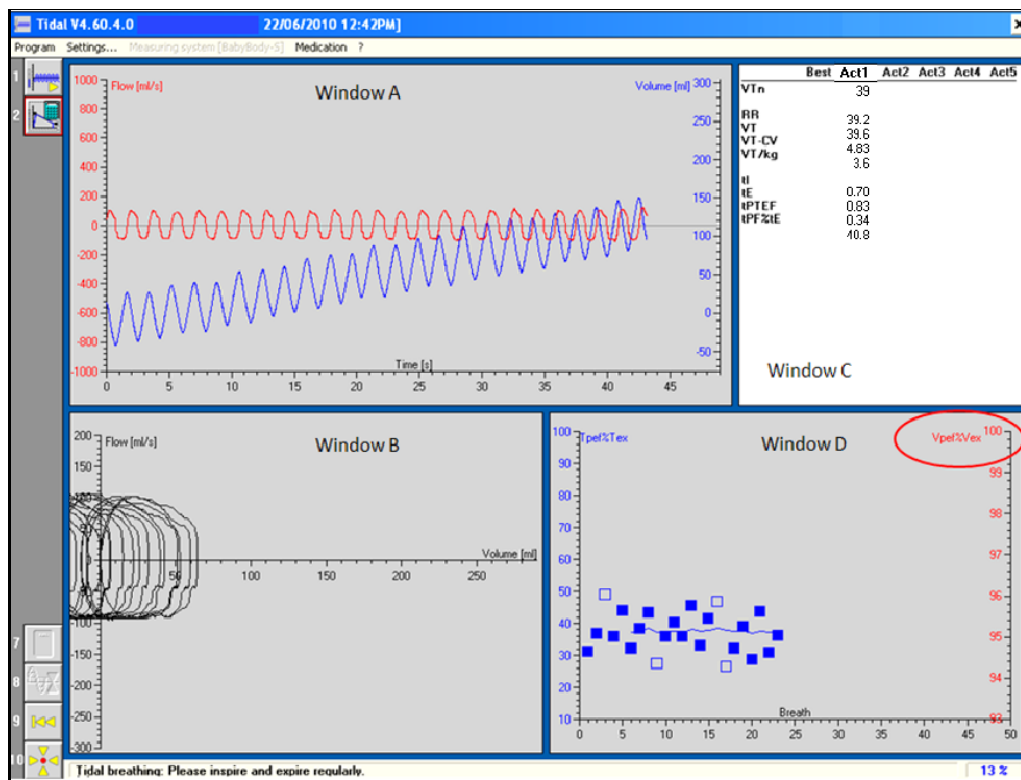 Tidal V4.60.4.0 22/06/2010 12:42PM]
Program Settings... Measuring system [BabyBody-S] Medication ?
1
2
7
8
9
10
Window A
Flow [ml/s]
Volume [ml]
1000
800
600
400
200
0
-200
-400
-600
-800
-1000
300
250
200
150
100
50
0
-50
Time [s]
0 5 10 15 20 25 30 35 40 45
Best Act1 Act2 Act3 Act4 Act5
VTn 39
RR 39.2
VT 39.6
VT-CV 4.83
VT/kg 3.6
tI 0.70
tE 0.83
tPTEF 0.34
tPF%tE 40.8
Window C
Window B
Flow [ml/s]
Volume [ml]
200
150
100
50
0
-50
-100
-150
-200
-250
-300
50 100 150 200 250
Window D
Tpef%Tex
Vpef%Vex
100
90
80
70
60
50
40
30
20
10
100
99
98
97
96
95
94
93
Breath
0 5 10 15 20 25 30 35 40 45 50
Tidal breathing: Please inspire and expire regularly.
13 %